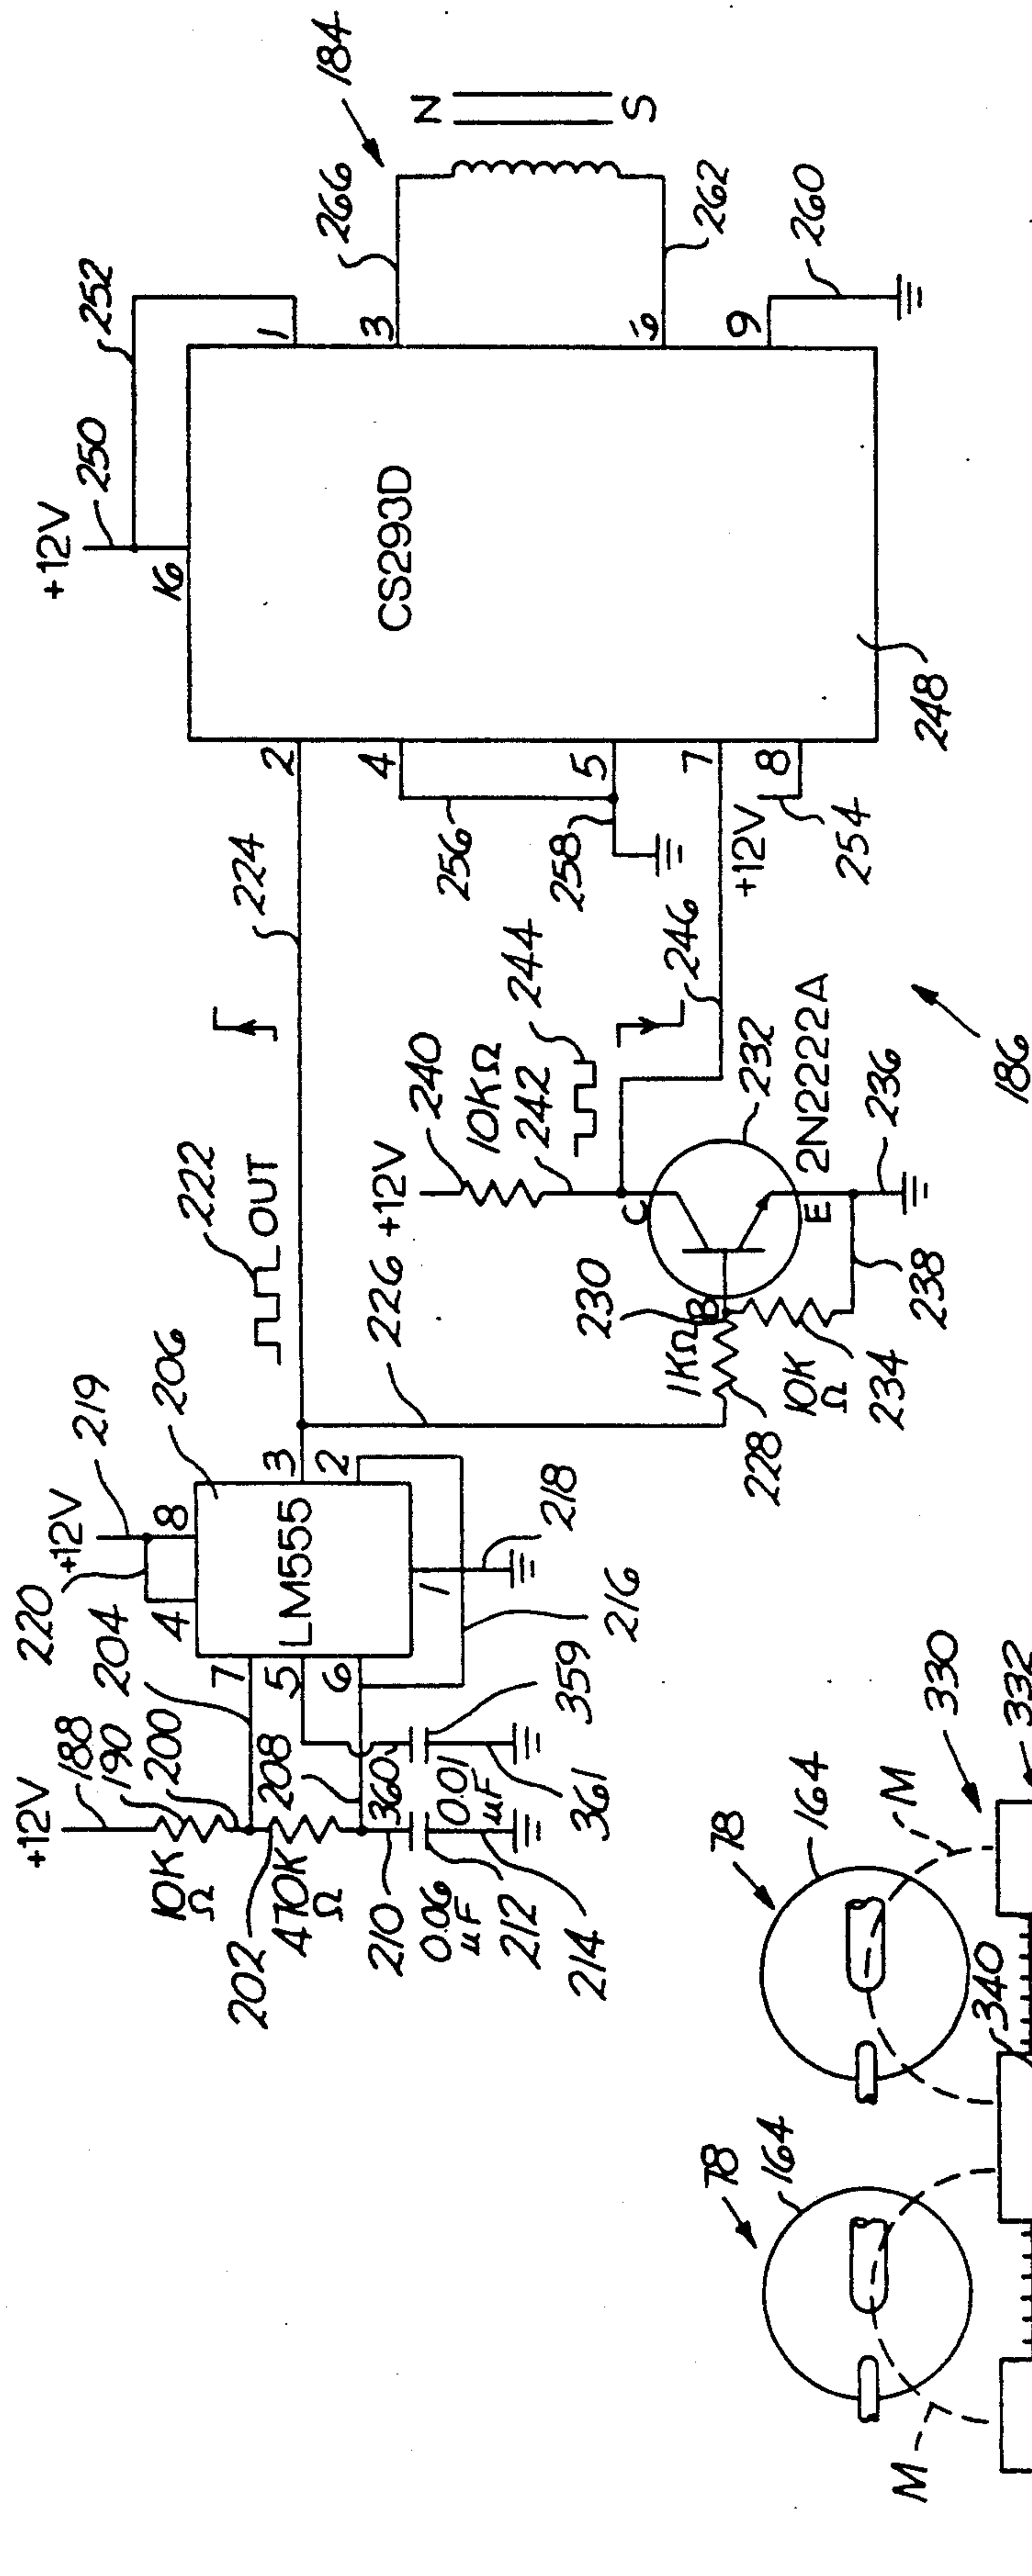 +12V
188
190
200
204
220
+12V
219
206
222
OUT
224
+12V
250
252
266
184
10K
Ω
202
470K
Ω
208
210
0.06
µF
212
214
7
4
8
5
LM555
6
3
2
1
360
0.01
µF
359
361
216
218
226
+12V
240
10KΩ
242
244
230
1KΩ
B
C
E
228
10K
Ω
234
232
2N222A
236
238
246
256
258
+12V
254
2
4
5
7
8
16
CS293D
248
1
3
6
9
N
S
262
260
186
78
164
78
164
M
M
330
332
340